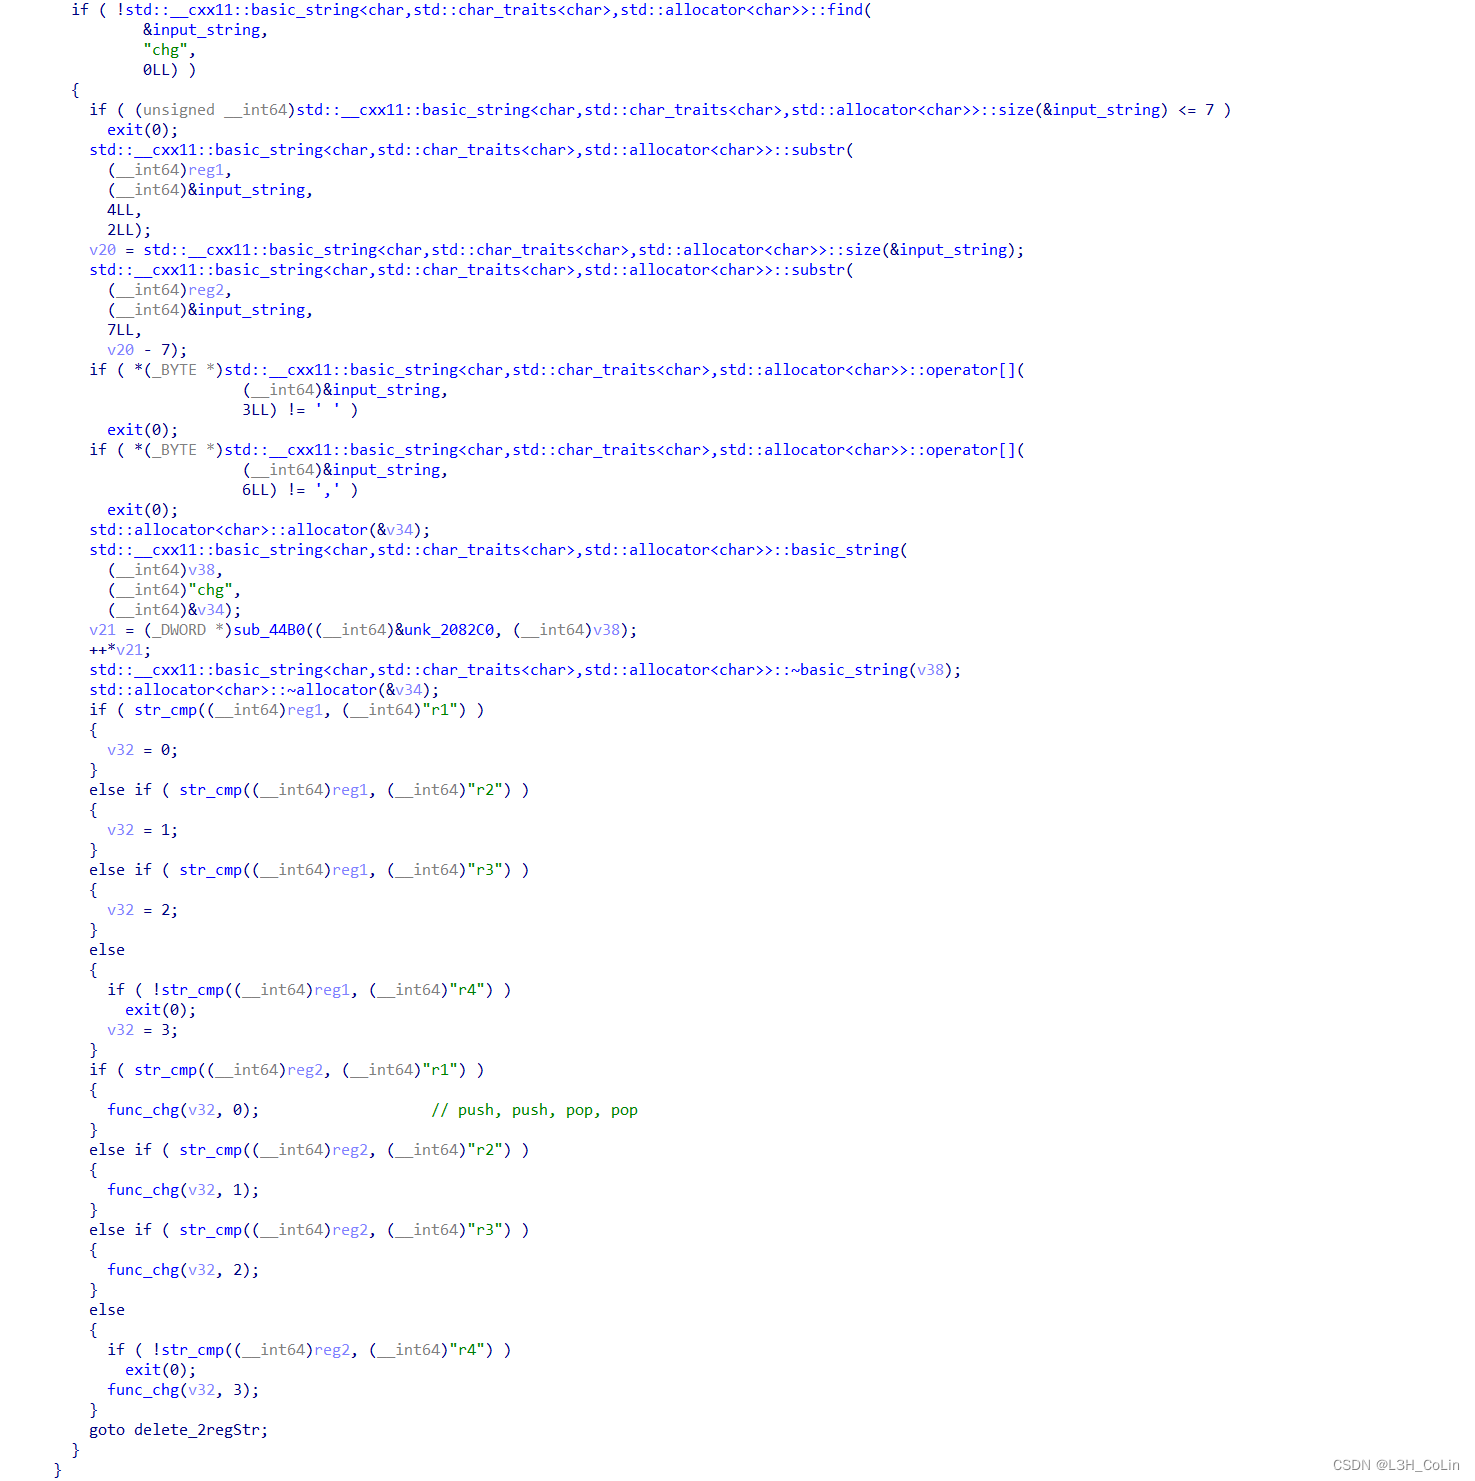 if ( !std::__cxx11::basic_string<char,std::char_traits<char>,std::allocator<char>>::find(
&input_string,
"chg",
0LL) )
{
if ( (unsigned __int64)std::__cxx11::basic_string<char,std::char_traits<char>,std::allocator<char>>::size(&input_string) <= 7 )
exit(0);
std::__cxx11::basic_string<char,std::char_traits<char>,std::allocator<char>>::substr(
(__int64)reg1,
(__int64)&input_string,
4LL,
2LL);
v20 = std::__cxx11::basic_string<char,std::char_traits<char>,std::allocator<char>>::size(&input_string);
std::__cxx11::basic_string<char,std::char_traits<char>,std::allocator<char>>::substr(
(__int64)reg2,
(__int64)&input_string,
7LL,
v20 - 7);
if ( *(_BYTE *)std::__cxx11::basic_string<char,std::char_traits<char>,std::allocator<char>>::operator[](
(__int64)&input_string,
3LL) != ' ' )
exit(0);
if ( *(_BYTE *)std::__cxx11::basic_string<char,std::char_traits<char>,std::allocator<char>>::operator[](
(__int64)&input_string,
6LL) != ',' )
exit(0);
std::allocator<char>::allocator(&v34);
std::__cxx11::basic_string<char,std::char_traits<char>,std::allocator<char>>::basic_string(
(__int64)v38,
(__int64)"chg",
(__int64)&v34);
v21 = (_DWORD *)sub_44B0((__int64)&unk_2082C0, (__int64)v38);
++*v21;
std::__cxx11::basic_string<char,std::char_traits<char>,std::allocator<char>>::~basic_string(v38);
std::allocator<char>::~allocator(&v34);
if ( str_cmp((__int64)reg1, (__int64)"r1") )
{
v32 = 0;
}
else if ( str_cmp((__int64)reg1, (__int64)"r2") )
{
v32 = 1;
}
else if ( str_cmp((__int64)reg1, (__int64)"r3") )
{
v32 = 2;
}
else
{
if ( !str_cmp((__int64)reg1, (__int64)"r4") )
exit(0);
v32 = 3;
}
if ( str_cmp((__int64)reg2, (__int64)"r1") )
{
func_chg(v32, 0); // push, push, pop, pop
}
else if ( str_cmp((__int64)reg2, (__int64)"r2") )
{
func_chg(v32, 1);
}
else if ( str_cmp((__int64)reg2, (__int64)"r3") )
{
func_chg(v32, 2);
}
else
{
if ( !str_cmp((__int64)reg2, (__int64)"r4") )
exit(0);
func_chg(v32, 3);
}
goto delete_2regStr;
}
}
CSDN @L3H_CoLin